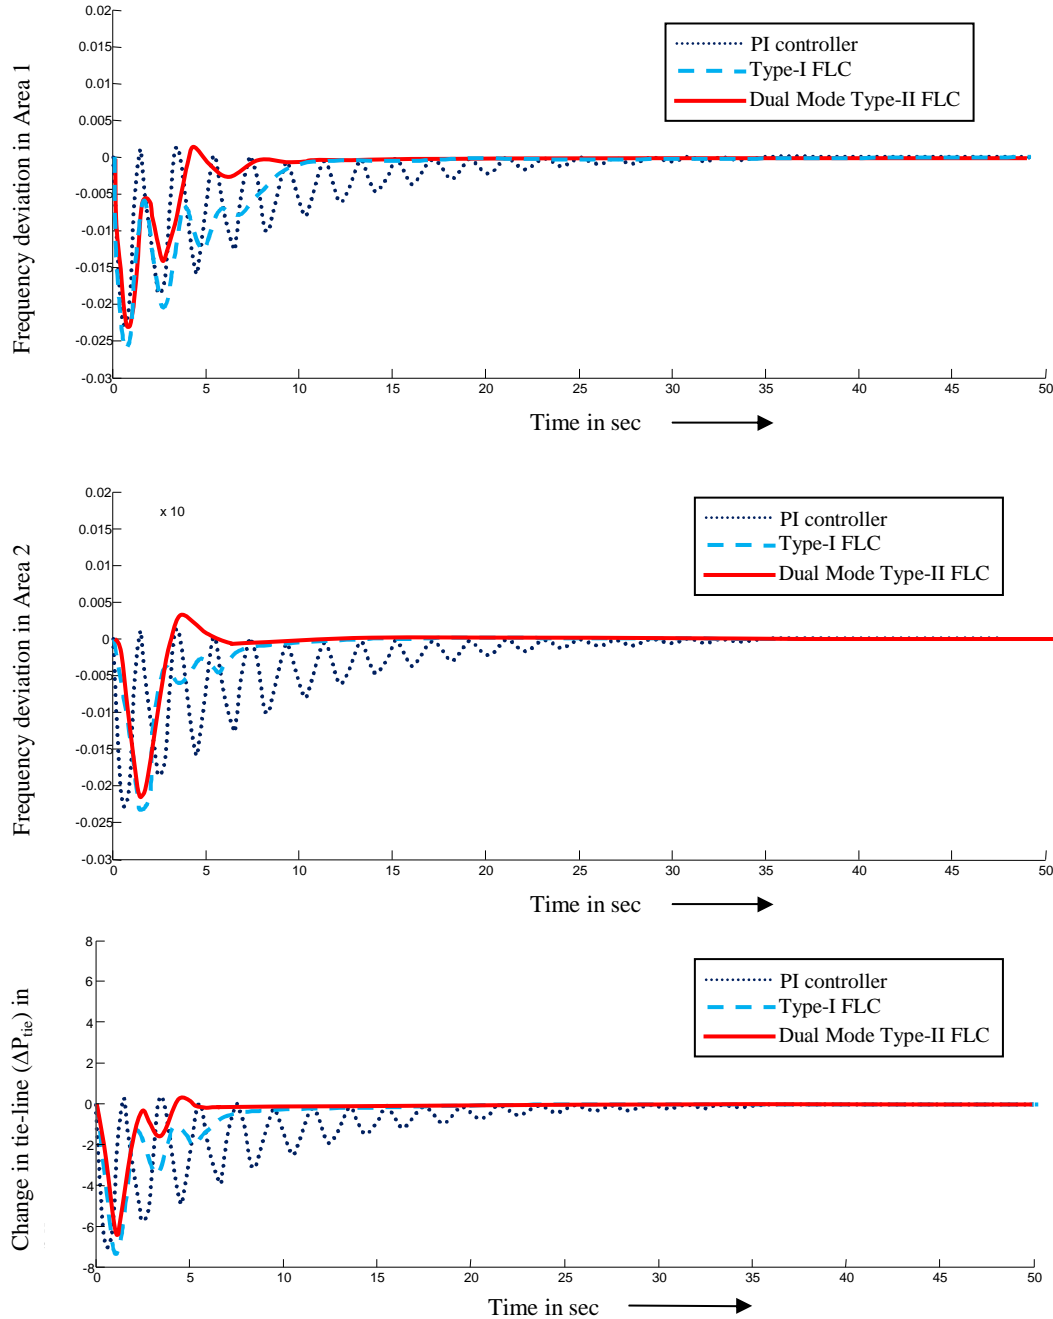 Frequency deviation in Area 1
0.02
0.015
0.01
0.005
0
-0.005
-0.01
-0.015
-0.02
-0.025
-0.03
0 5 10 15 20 25 30 35 40 45 50
PI controller
Type-I FLC
Dual Mode Type-II FLC
Time in sec
Frequency deviation in Area 2
0.02
0.015
0.01
0.005
0
-0.005
-0.01
-0.015
-0.02
-0.025
-0.03
x 10
0 5 10 15 20 25 30 35 40 45 50
PI controller
Type-I FLC
Dual Mode Type-II FLC
Time in sec
Change in tie-line (ΔPtie) in
8
6
4
2
0
-2
-4
-6
-8
0 5 10 15 20 25 30 35 40 45 50
PI controller
Type-I FLC
Dual Mode Type-II FLC
Time in sec